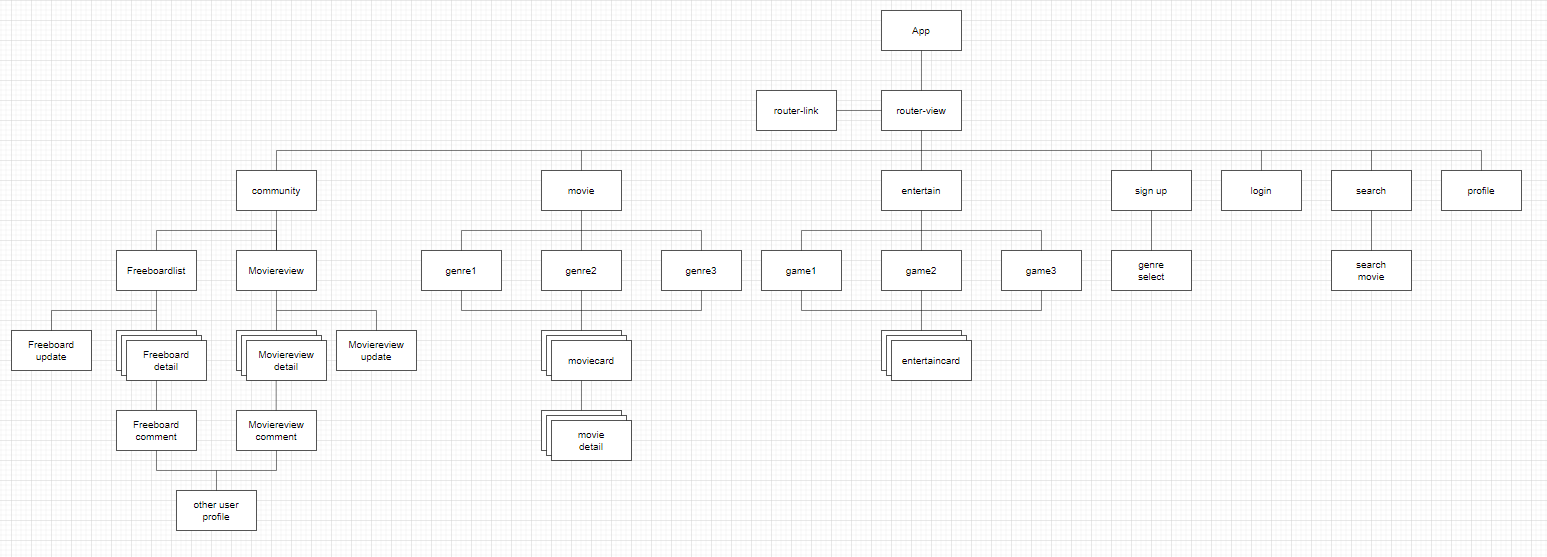 App
router-link
router-view
community
movie
entertain
sign up
login
search
profile
Freeboardlist
Moviereview
genre1
genre2
genre3
game1
game2
game3
genre
select
search
movie
Freeboard
update
Freeboard
detail
Moviereview
detail
Moviereview
update
moviecard
entertaincard
Freeboard
comment
Moviereview
comment
movie
detail
other user
profile